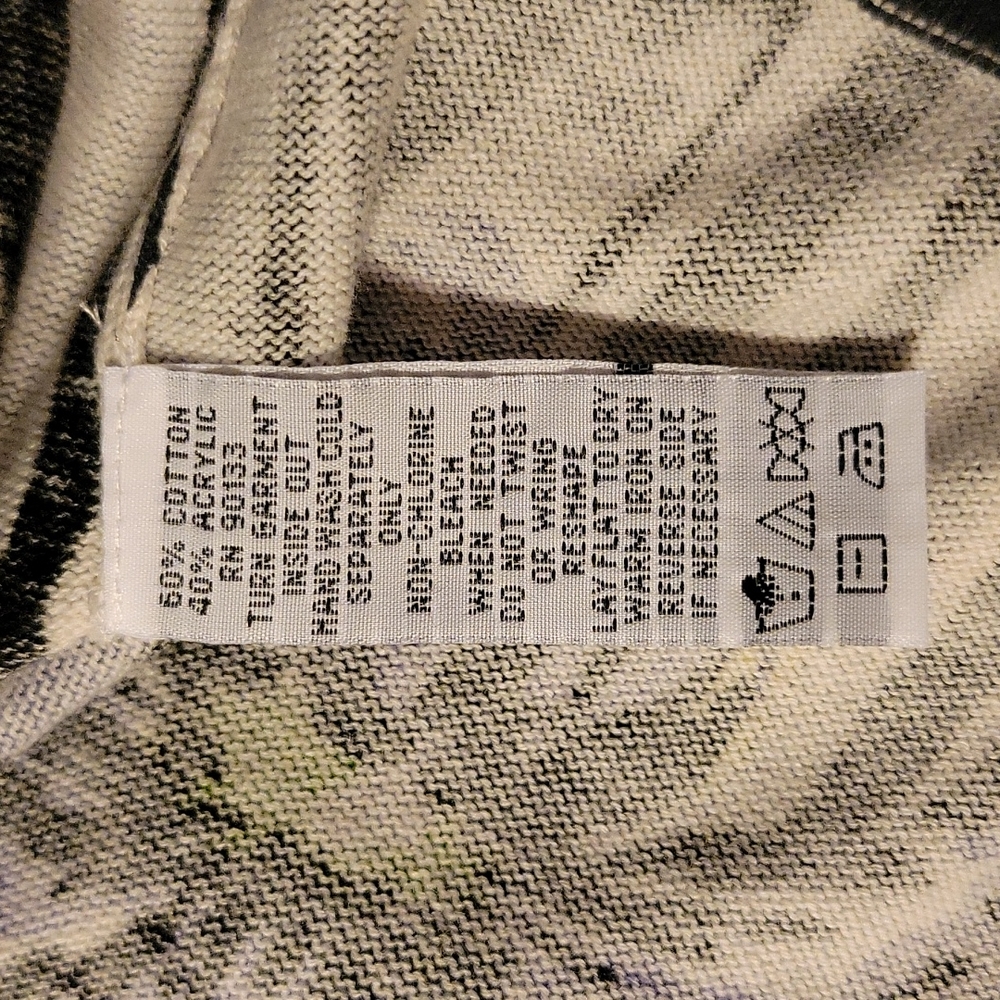 60% COTTON
40% ACRYLIC
RN 90133
TURN GARMENT
INSIDE OUT
HAND WASH COLD
SEPARATELY
ONLY
NON-CHLORINE
BLEACH
WHEN NEEDED
DO NOT TWIST
OR WRING
RESHAPE
LAY FLAT TO DRY
WARM IRON ON
REVERSE SIDE
IF NECESSARY